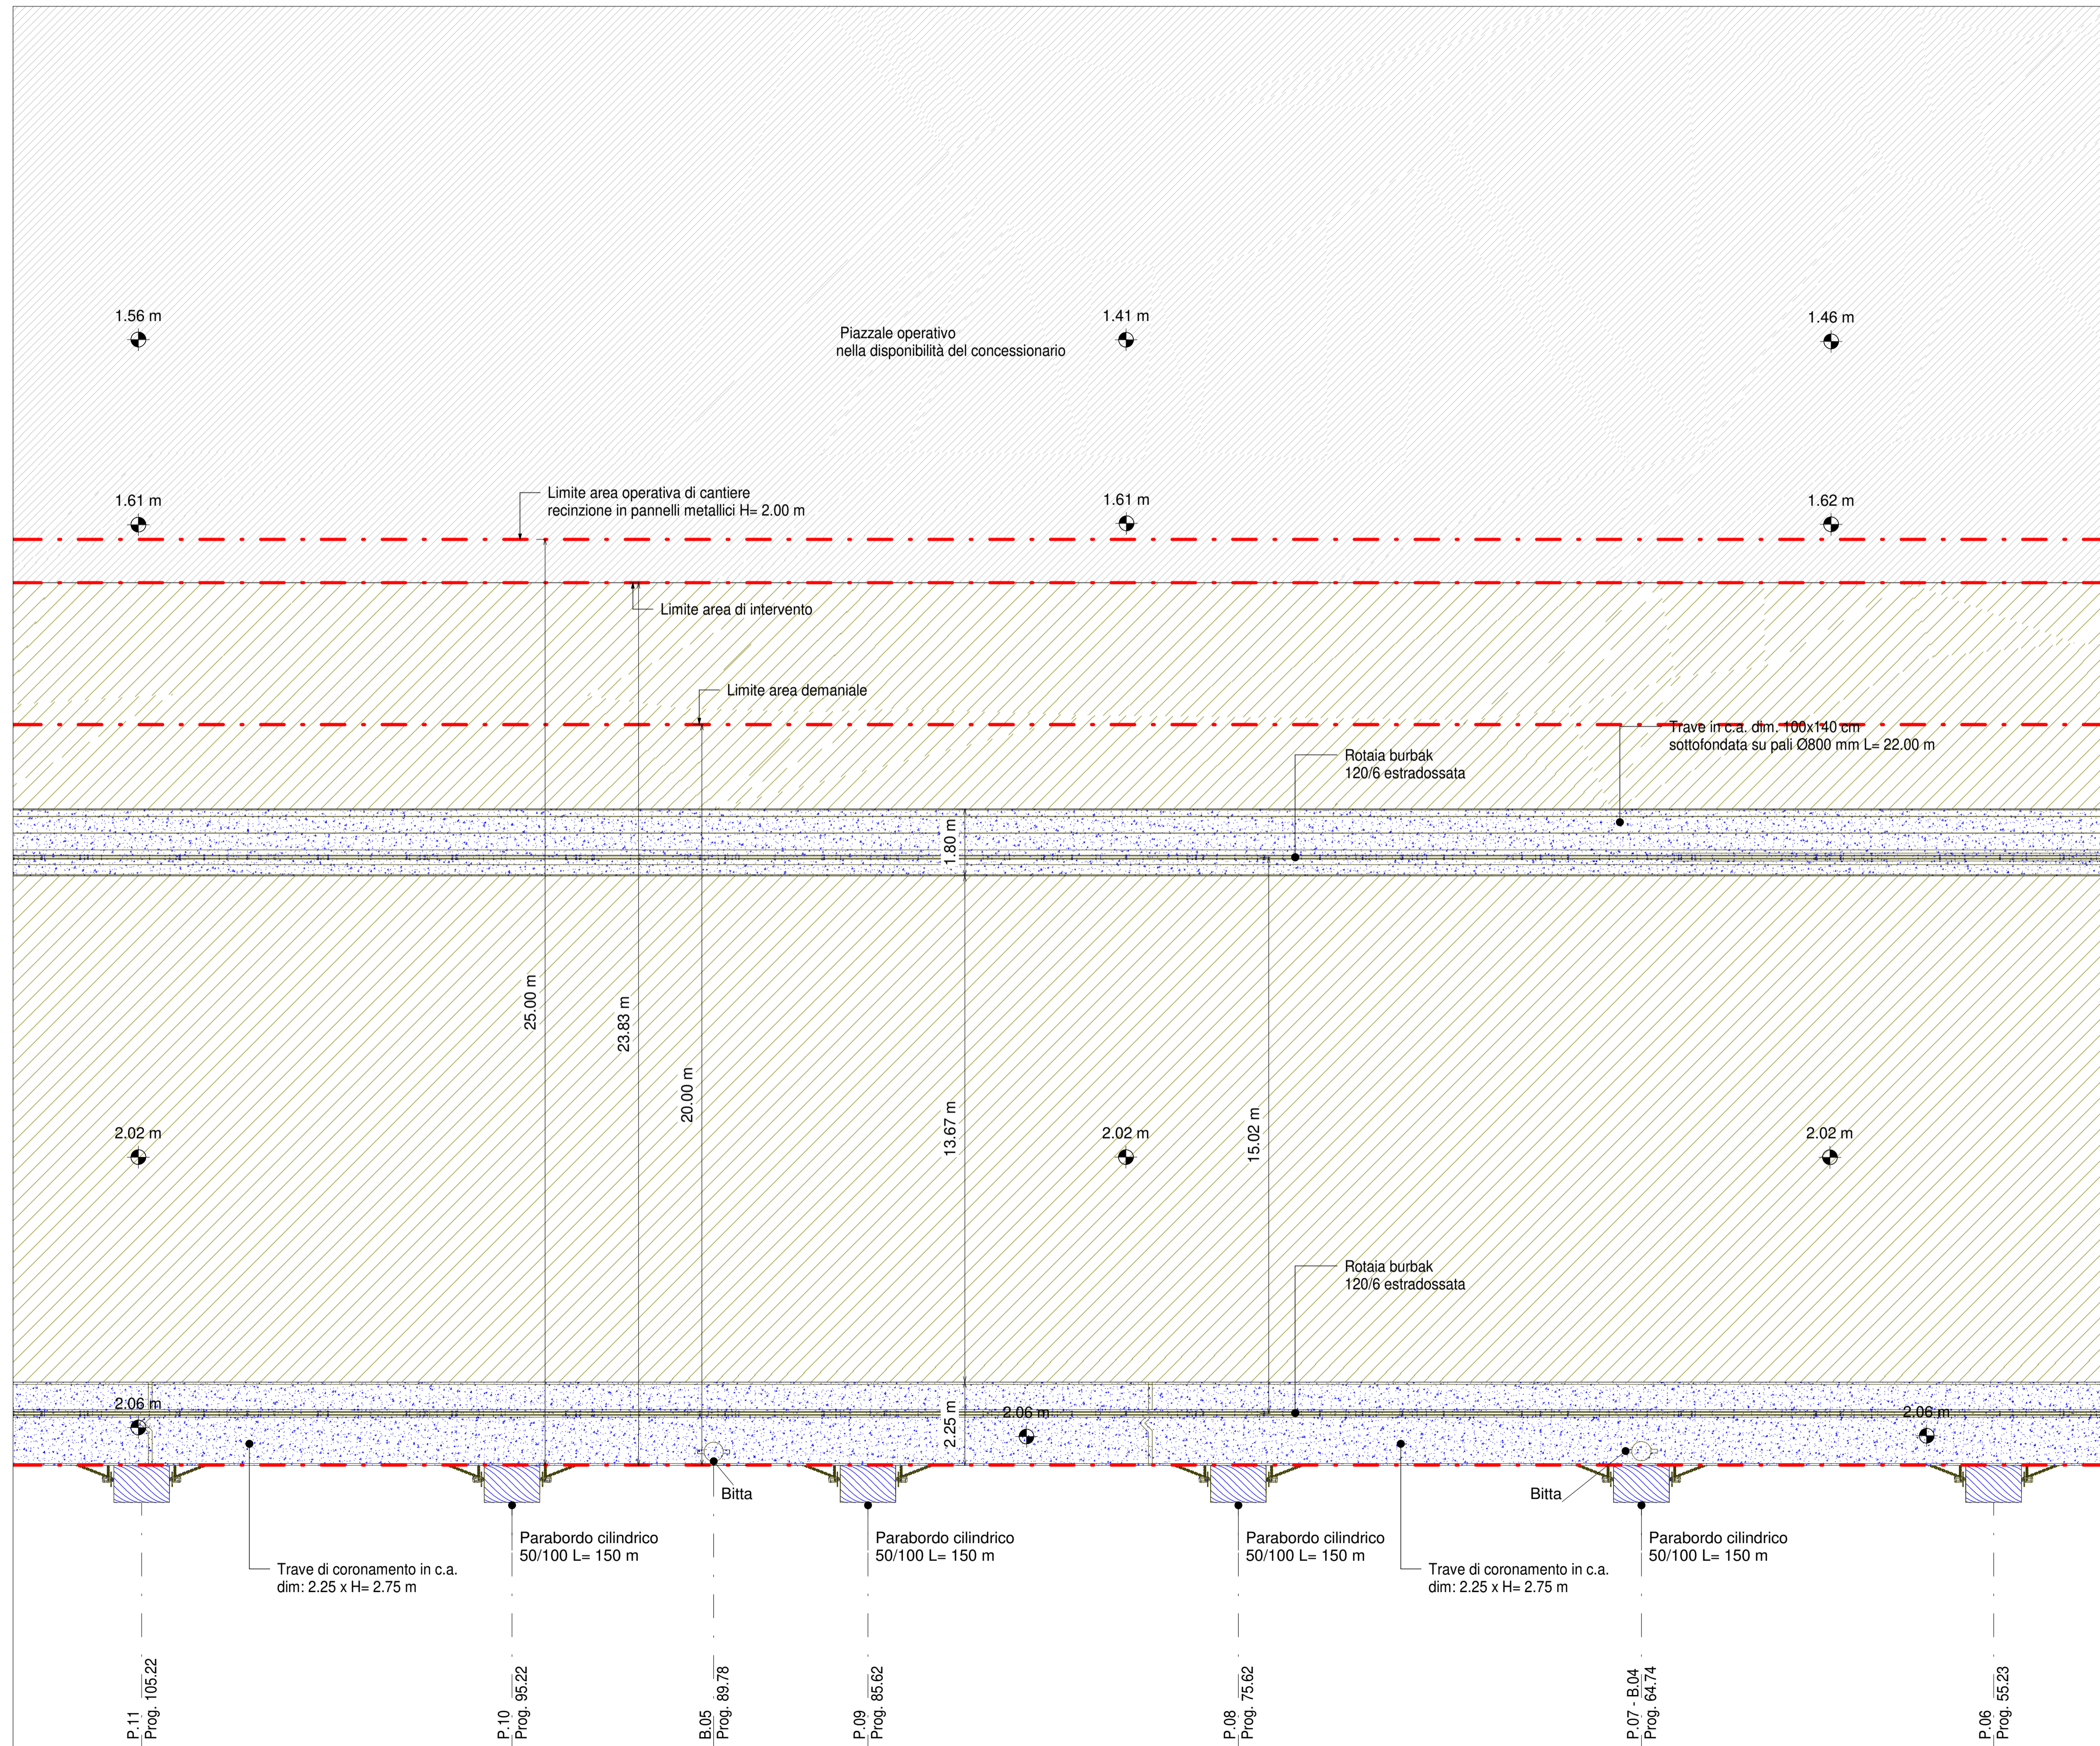 1.56 m
1.41 m
1.46 m
Piazzale operativo
nella disponibilità del concessionario
1.61 m
1.61 m
1.62 m
Limite area operativa di cantiere
recinzione in pannelli metallici H= 2.00 m
Limite area di intervento
Limite area demaniale
Trave in c.a. dim. 100x140 cm
sottofondata su pali Ø800 mm L= 22.00 m
Rotaia burbak
120/6 estradossata
1.80 m
25.00 m
23.83 m
20.00 m
13.67 m
15.02 m
2.02 m
2.02 m
2.02 m
Rotaia burbak
120/6 estradossata
2.06 m
2.25 m
2.06 m
2.06 m
Bitta
Bitta
Parabordo cilindrico
50/100 L= 150 m
Parabordo cilindrico
50/100 L= 150 m
Parabordo cilindrico
50/100 L= 150 m
Parabordo cilindrico
50/100 L= 150 m
Trave di coronamento in c.a.
dim: 2.25 x H= 2.75 m
Trave di coronamento in c.a.
dim: 2.25 x H= 2.75 m
P.11
Prog. 105.22
P.10
Prog. 95.22
B.05
Prog. 89.78
P.09
Prog. 85.62
P.08
Prog. 75.62
P.07 - B.04
Prog. 64.74
P.06
Prog. 55.23